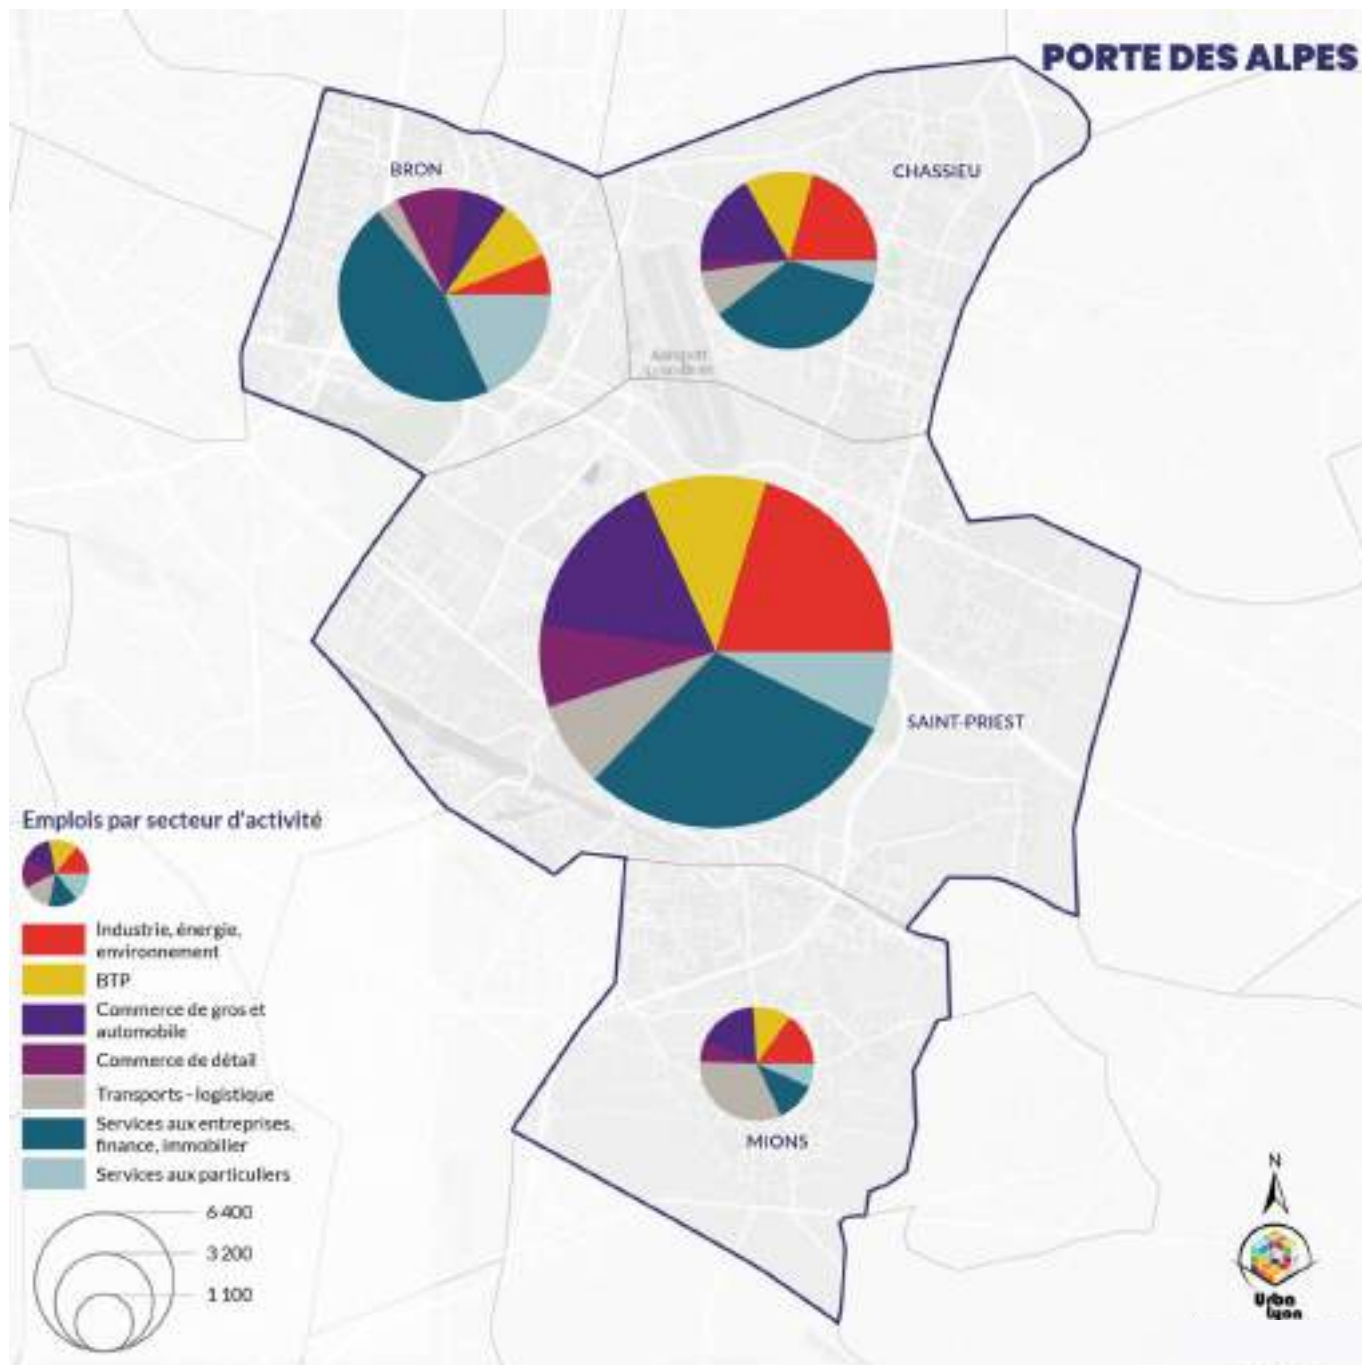 PORTE DES ALPES
BRON
CHASSIEU
Aéroport
SAINT-PRIEST
MIONS
Emplois par secteur d'activité
Industrie, énergie,
environnement
BTP
Commerce de gros et
automobile
Commerce de détail
Transports - logistique
Services aux entreprises,
finance, immobilier
Services aux particuliers
6 400
3 200
1 100
N
Urba
Lyon